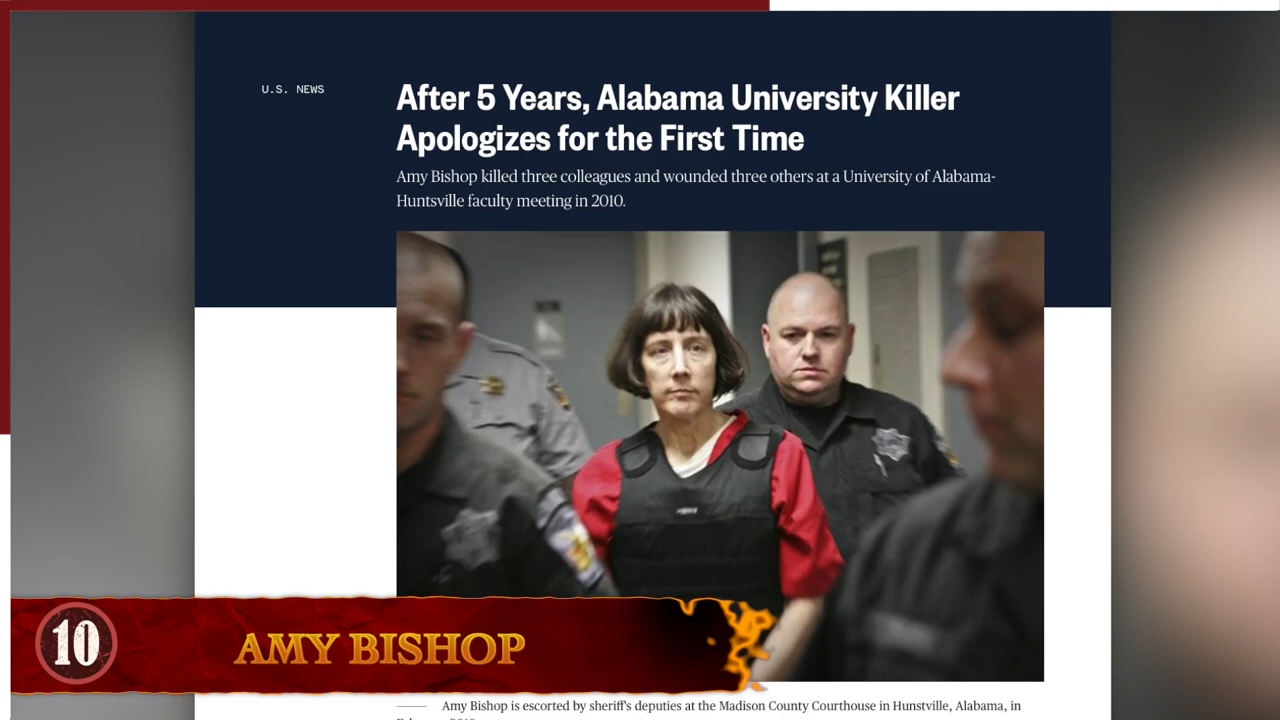 U.S. NEWS
After 5 Years, Alabama University Killer
Apologizes for the First Time
Amy Bishop killed three colleagues and wounded three others at a University of Alabama-
Huntsville faculty meeting in 2010.
10
AMY BISHOP
Amy Bishop is escorted by sheriff's deputies at the Madison County Courthouse in Hunstville, Alabama, in